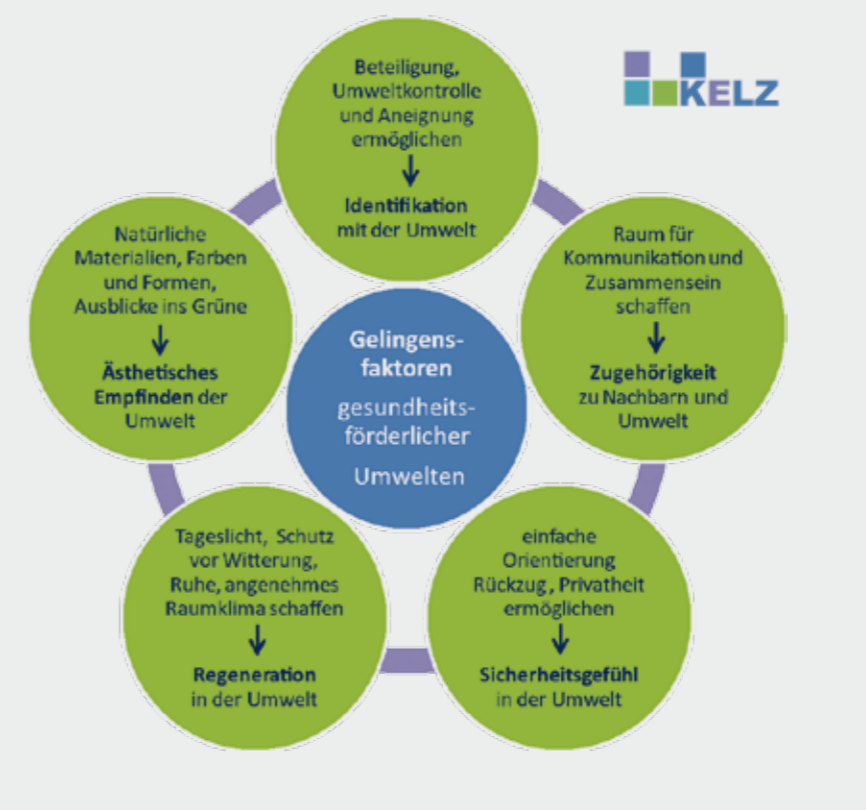 Beteiligung,
Umweltkontrolle
und Aneignung
ermöglichen
↓
Identifikation
mit der Umwelt
KELZ
Raum für
Kommunikation und
Zusammensein
schaffen
↓
Zugehörigkeit
zu Nachbarn und
Umwelt
einfache
Orientierung
Rückzug, Privatheit
ermöglichen
↓
Sicherheitsgefühl
in der Umwelt
Tageslicht, Schutz
vor Witterung,
Ruhe, angenehmes
Raumklima schaffen
↓
Regeneration
in der Umwelt
Natürliche
Materialien, Farben
und Formen,
Ausblicke ins Grüne
↓
Ästhetisches
Empfinden der
Umwelt
Gelingens-
faktoren
gesundheits-
förderlicher
Umwelten